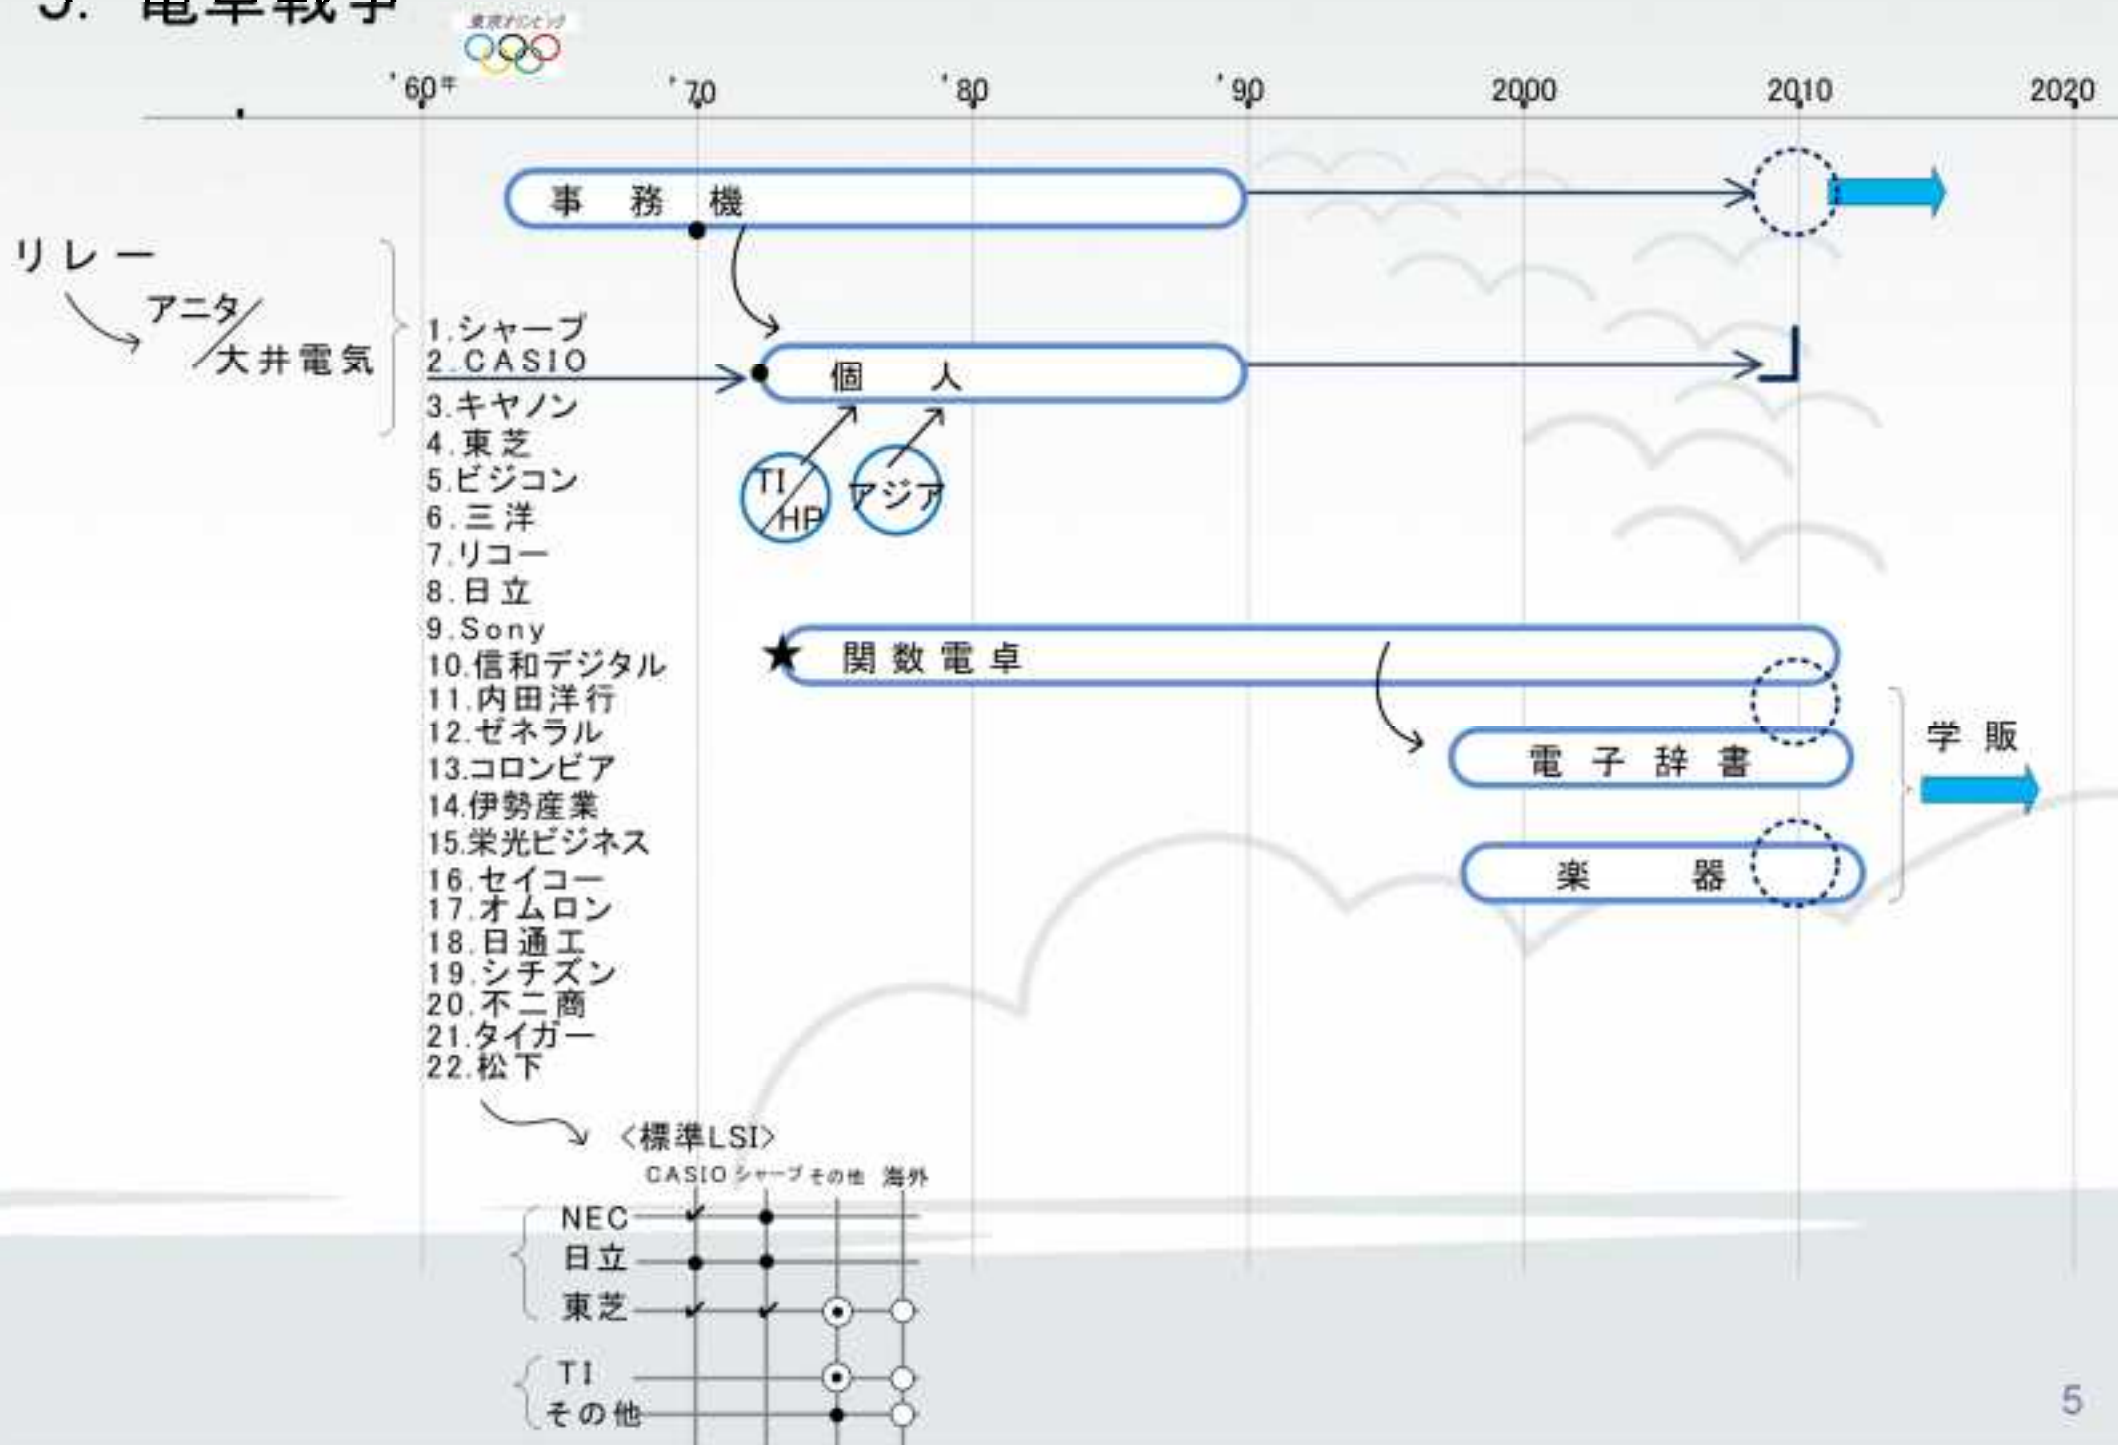 電卓戦争
東京オリンピック
'60年 '70 '80 '90 2000 2010 2020
事務機
リレー
アニタ/大井電気
1.シャープ
2.CASIO
個人
3.キヤノン
4.東芝
5.ビジコン
6.三洋
7.リコー
8.日立
9.Sony
10.信和デジタル
11.内田洋行
12.ゼネラル
13.コロンビア
14.伊勢産業
15.栄光ビジネス
16.セイコー
17.オムロン
18.日通工
19.シチズン
20.不二商
21.タイガー
22.松下
TI/HP
アジア
関数電卓
電子辞書
楽器
学販
<標準LSI>
CASIO シャープ その他 海外
NEC
日立
東芝
TI
その他
5